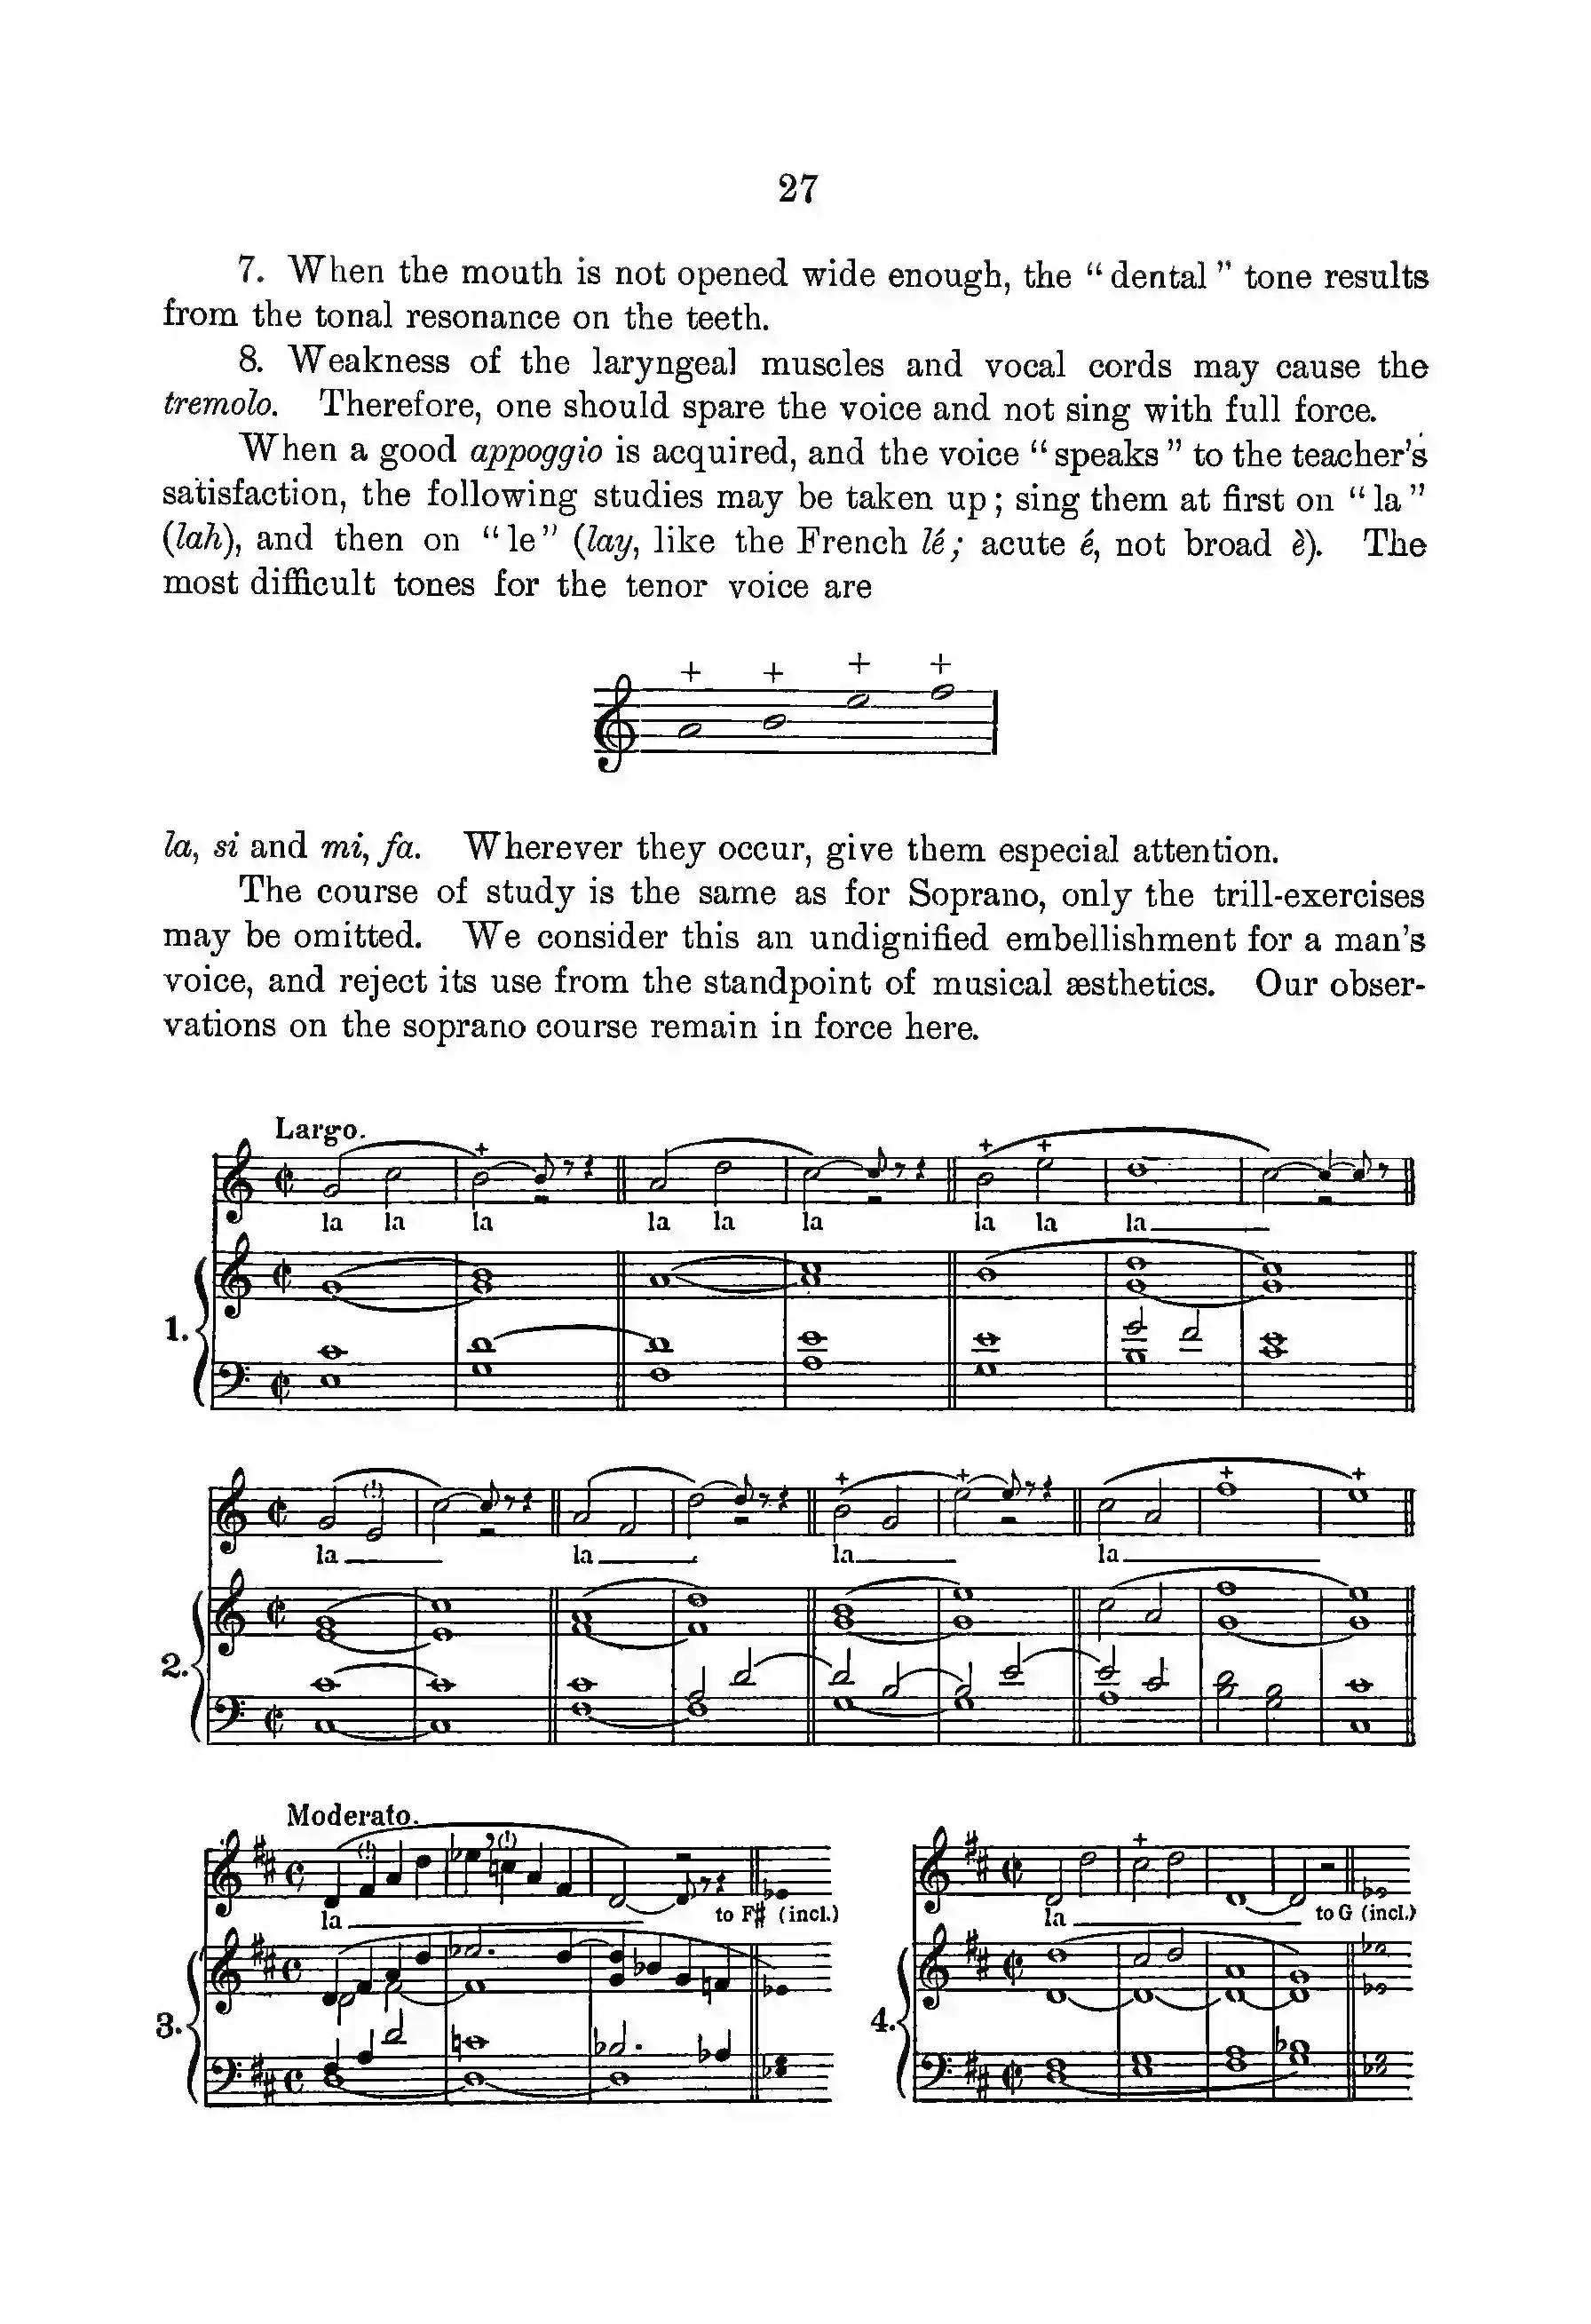 27
7. When the mouth is not opened wide enough, the “ dental ” tone results
from the tonal resonance on the teeth.
8. Weakness of the laryngeal muscles and vocal cords may cause the
tremolo. Therefore, one should spare the voice and not sing with full force.
When a good appoggio is acquired, and the voice “ speaks ” to the teacher’s
satisfaction, the following studies may be taken up ; sing them at first on “ la ”
(lah), and then on “ le ” (lay, like the French lé ; acute é, not broad è). The
most difficult tones for the tenor voice are
+ + + +
la, si and mi, fa. Wherever they occur, give them especial attention.
The course of study is the same as for Soprano, only the trill-exercises
may be omitted. We consider this an undignified embellishment for a man’s
voice, and reject its use from the standpoint of musical æsthetics. Our obser-
vations on the soprano course remain in force here.
Largo.
+ + +
la la la la la la la la la
1.
(!) + + + +
la la la la
2.
Moderato.
(!) (!)
la to F♯ (incl.)
3.
+
la to G (incl.)
4.